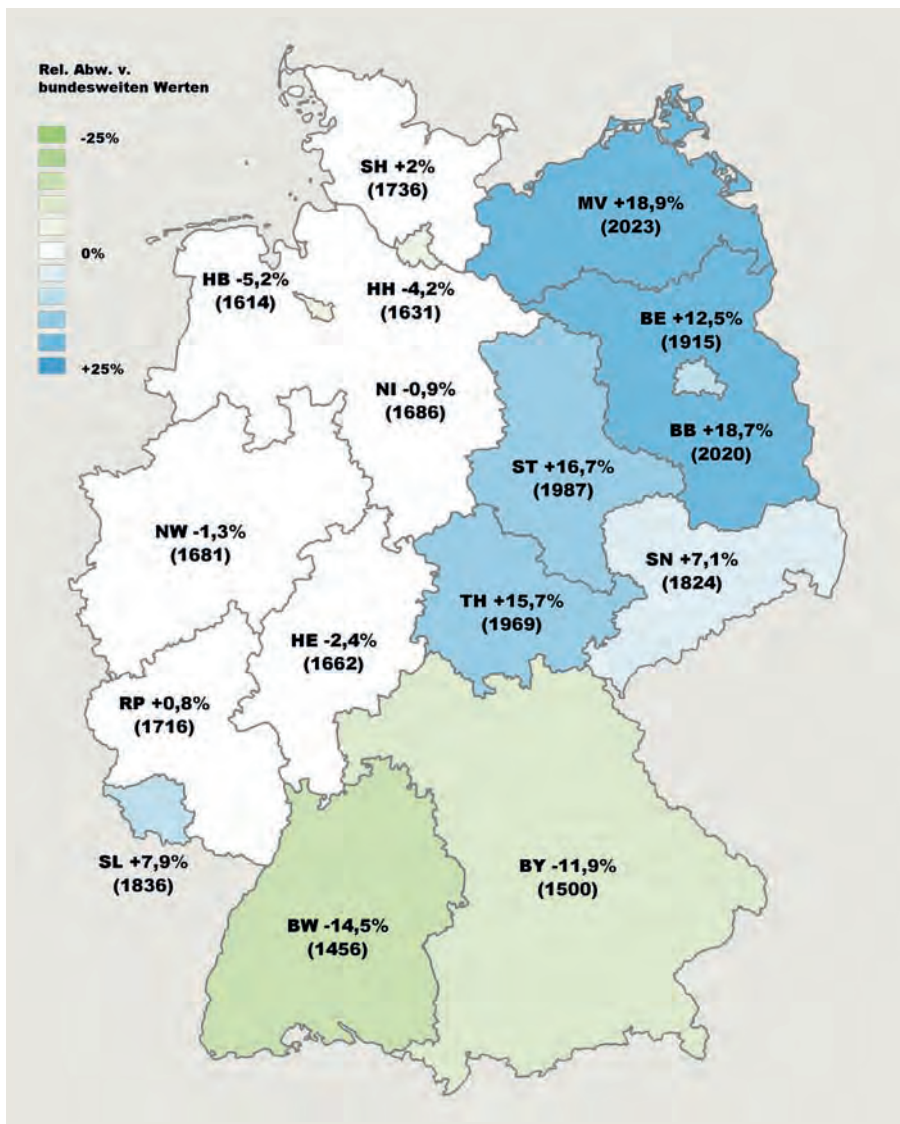 Rel. Abw. v.
bundesweiten Werten
-25%
0%
+25%
SH +2%
(1736)
MV +18,9%
(2023)
HB -5,2%
(1614)
HH -4,2%
(1631)
BE +12,5%
(1915)
NI -0,9%
(1686)
BB +18,7%
(2020)
ST +16,7%
(1987)
NW -1,3%
(1681)
SN +7,1%
(1824)
TH +15,7%
(1969)
HE -2,4%
(1662)
RP +0,8%
(1716)
SL +7,9%
(1836)
BY -11,9%
(1500)
BW -14,5%
(1456)